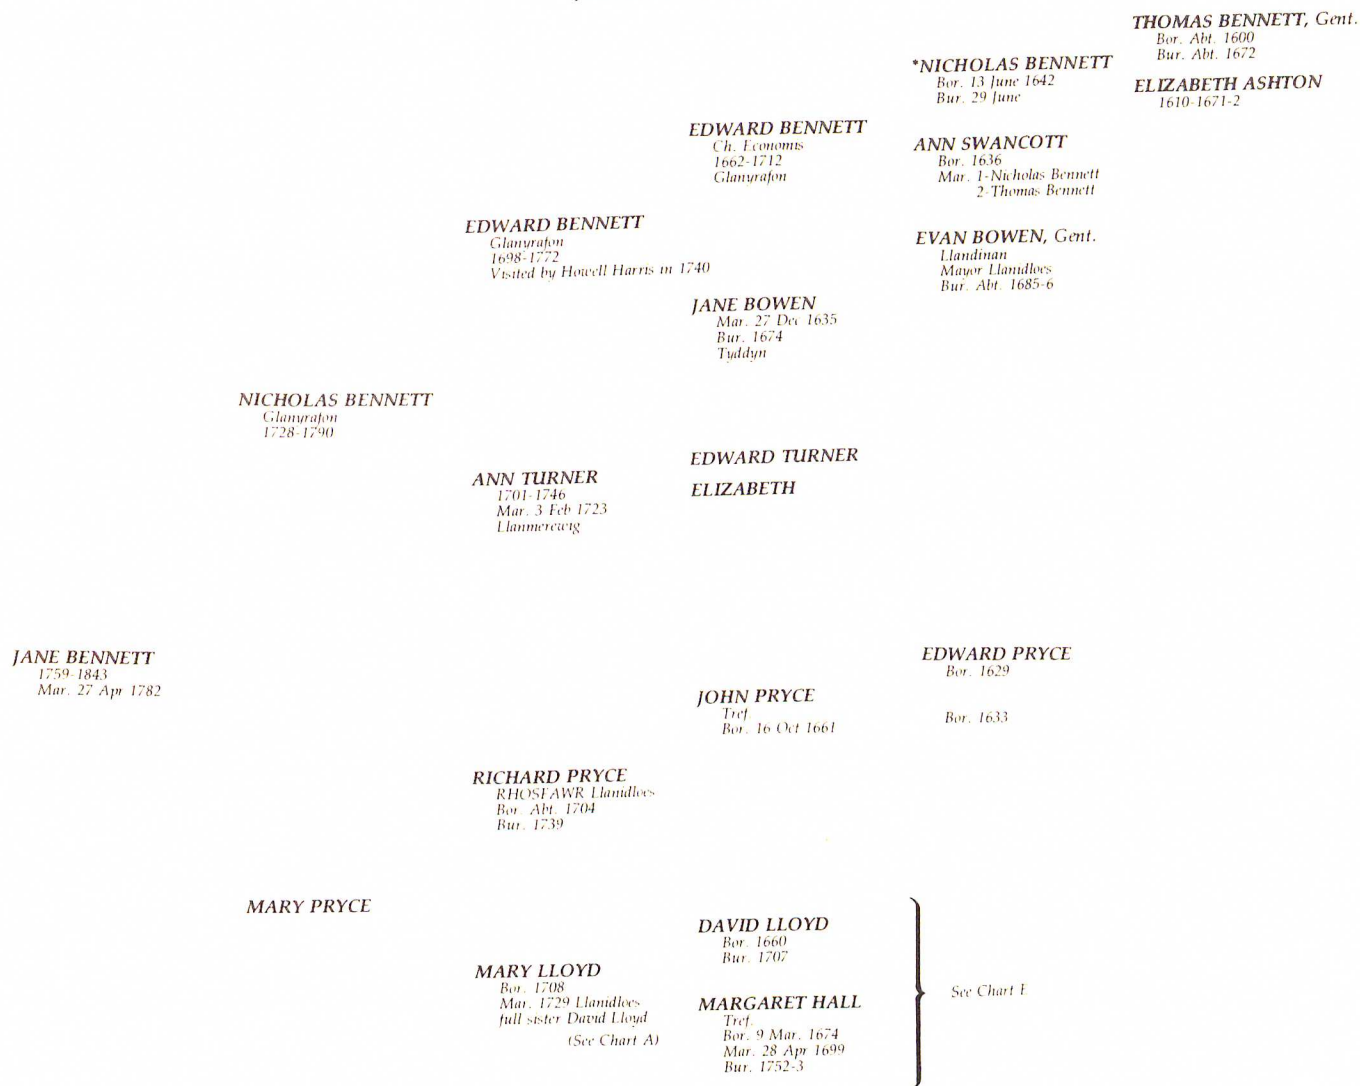 THOMAS BENNETT, Gent.
Bor. Abt. 1600
Bur. Abt. 1672
*NICHOLAS BENNETT
Bor. 13 June 1642
Bur. 29 June
ELIZABETH ASHTON
1610-1671-2
EDWARD BENNETT
Ch. Economis
1662-1712
Glanyrafon
ANN SWANCOTT
Bor. 1636
Mar. 1-Nicholas Bennett
2-Thomas Bennett
EDWARD BENNETT
Glanyrafon
1698-1772
Visited by Howell Harris in 1740
EVAN BOWEN, Gent.
Llandinan
Mayor Llanidloes
Bur. Abt. 1685-6
JANE BOWEN
Mar. 27 Dec 1635
Bur. 1674
Tyddyn
NICHOLAS BENNETT
Glanyrafon
1728-1790
EDWARD TURNER
ELIZABETH
ANN TURNER
1701-1746
Mar. 3 Feb 1723
Llanmerewig
JANE BENNETT
1759-1843
Mar. 27 Apr 1782
EDWARD PRYCE
Bor. 1629
Bor. 1633
JOHN PRYCE
Tref.
Bor. 16 Oct 1661
RICHARD PRYCE
RHOSFAWR Llanidloes
Bor. Abt. 1704
Bur. 1739
MARY PRYCE
DAVID LLOYD
Bor. 1660
Bur. 1707
MARY LLOYD
Bor. 1708
Mar. 1729 Llanidloes
full sister David Lloyd
(See Chart A)
MARGARET HALL
Tref.
Bor. 9 Mar. 1674
Mar. 28 Apr 1699
Bur. 1752-3
See Chart E